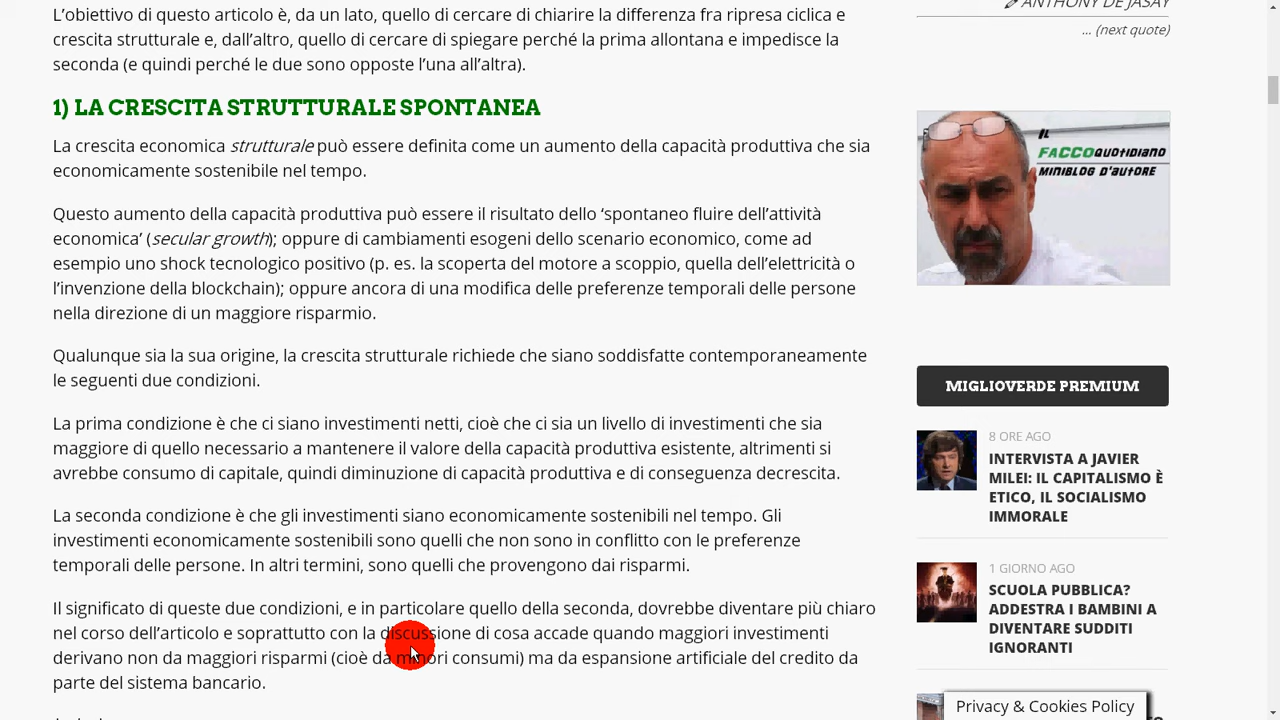 L’obiettivo di questo articolo è, da un lato, quello di cercare di chiarire la differenza fra ripresa ciclica e
crescita strutturale e, dall’altro, quello di cercare di spiegare perché la prima allontana e impedisce la
seconda (e quindi perché le due sono opposte l’una all’altra).
1) LA CRESCITA STRUTTURALE SPONTANEA
La crescita economica strutturale può essere definita come un aumento della capacità produttiva che sia
economicamente sostenibile nel tempo.
Questo aumento della capacità produttiva può essere il risultato dello ‘spontaneo fluire dell’attività
economica’ (secular growth); oppure di cambiamenti esogeni dello scenario economico, come ad
esempio uno shock tecnologico positivo (p. es. la scoperta del motore a scoppio, quella dell’elettricità o
l’invenzione della blockchain); oppure ancora di una modifica delle preferenze temporali delle persone
nella direzione di un maggiore risparmio.
Qualunque sia la sua origine, la crescita strutturale richiede che siano soddisfatte contemporaneamente
le seguenti due condizioni.
La prima condizione è che ci siano investimenti netti, cioè che ci sia un livello di investimenti che sia
maggiore di quello necessario a mantenere il valore della capacità produttiva esistente, altrimenti si
avrebbe consumo di capitale, quindi diminuzione di capacità produttiva e di conseguenza decrescita.
La seconda condizione è che gli investimenti siano economicamente sostenibili nel tempo. Gli
investimenti economicamente sostenibili sono quelli che non sono in conflitto con le preferenze
temporali delle persone. In altri termini, sono quelli che provengono dai risparmi.
Il significato di queste due condizioni, e in particolare quello della seconda, dovrebbe diventare più chiaro
nel corso dell’articolo e soprattutto con la discussione di cosa accade quando maggiori investimenti
derivano non da maggiori risparmi (cioè da minori consumi) ma da espansione artificiale del credito da
parte del sistema bancario.
ANTHONY DE JASAY
... (next quote)
IL
FACCOQUOTIDIANO
MINIBLOG D'AUTORE
MIGLIOVERDE PREMIUM
8 ORE AGO
INTERVISTA A JAVIER
MILEI: IL CAPITALISMO È
ETICO, IL SOCIALISMO
IMMORALE
1 GIORNO AGO
SCUOLA PUBBLICA?
ADDESTRA I BAMBINI A
DIVENTARE SUDDITI
IGNORANTI
Privacy & Cookies Policy